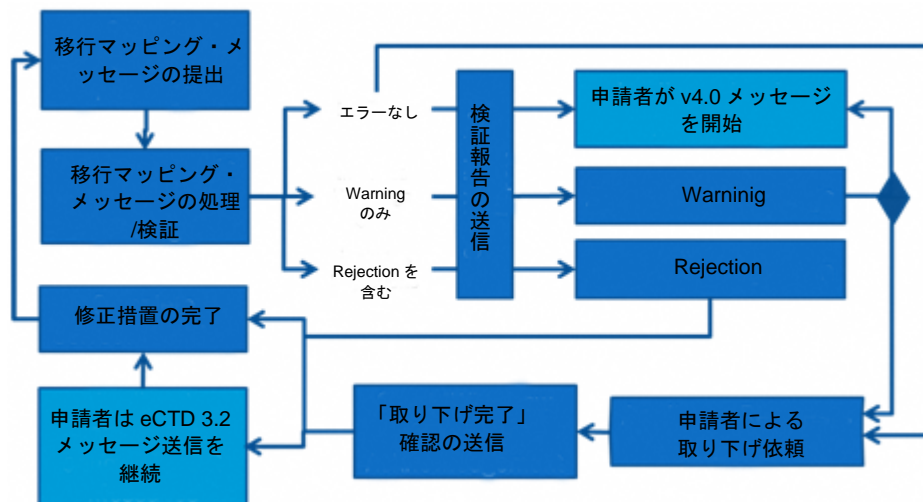 移行マッピング・メ
ッセージの提出
移行マッピング・
メッセージの処理
/検証
エラーなし
Warning
のみ
Rejection を
含む
検証報告の送信
申請者が v4.0 メッセージ
を開始
Warninig
Rejection
修正措置の完了
申請者は eCTD 3.2
メッセージ送信を
継続
「取り下げ完了」
確認の送信
申請者による
取り下げ依頼